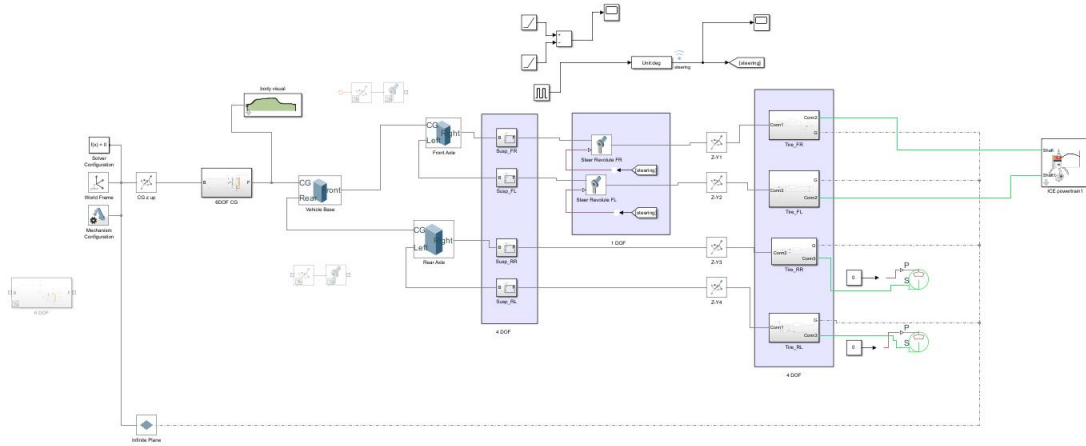 Unit deg
steering
[steering]
body visual
f(x) = 0
Solver
Configuration
World Frame
Mechanism
Configuration
CG z up
B
F
6DOF CG
CG
Rear
Front
Vehicle Base
CG
Left
Right
Front Axle
CG
Left
Right
Rear Axle
B
Susp_FR
B
Susp_FL
B
Susp_RR
B
Susp_RL
4 DOF
Steer Revolute FR
[steering]
Steer Revolute FL
[steering]
1 DOF
Z-Y1
Z-Y2
Z-Y3
Z-Y4
Conn1
Conn2
G
Tire_FR
Conn1
G
Conn2
Tire_FL
Conn2
G
Conn3
Tire_RR
Conn1
G
Conn3
Tire_RL
4 DOF
Shaft
Shaft
ICE powertrain1
0
P
S
0
P
S
6 DOF
Infinite Plane